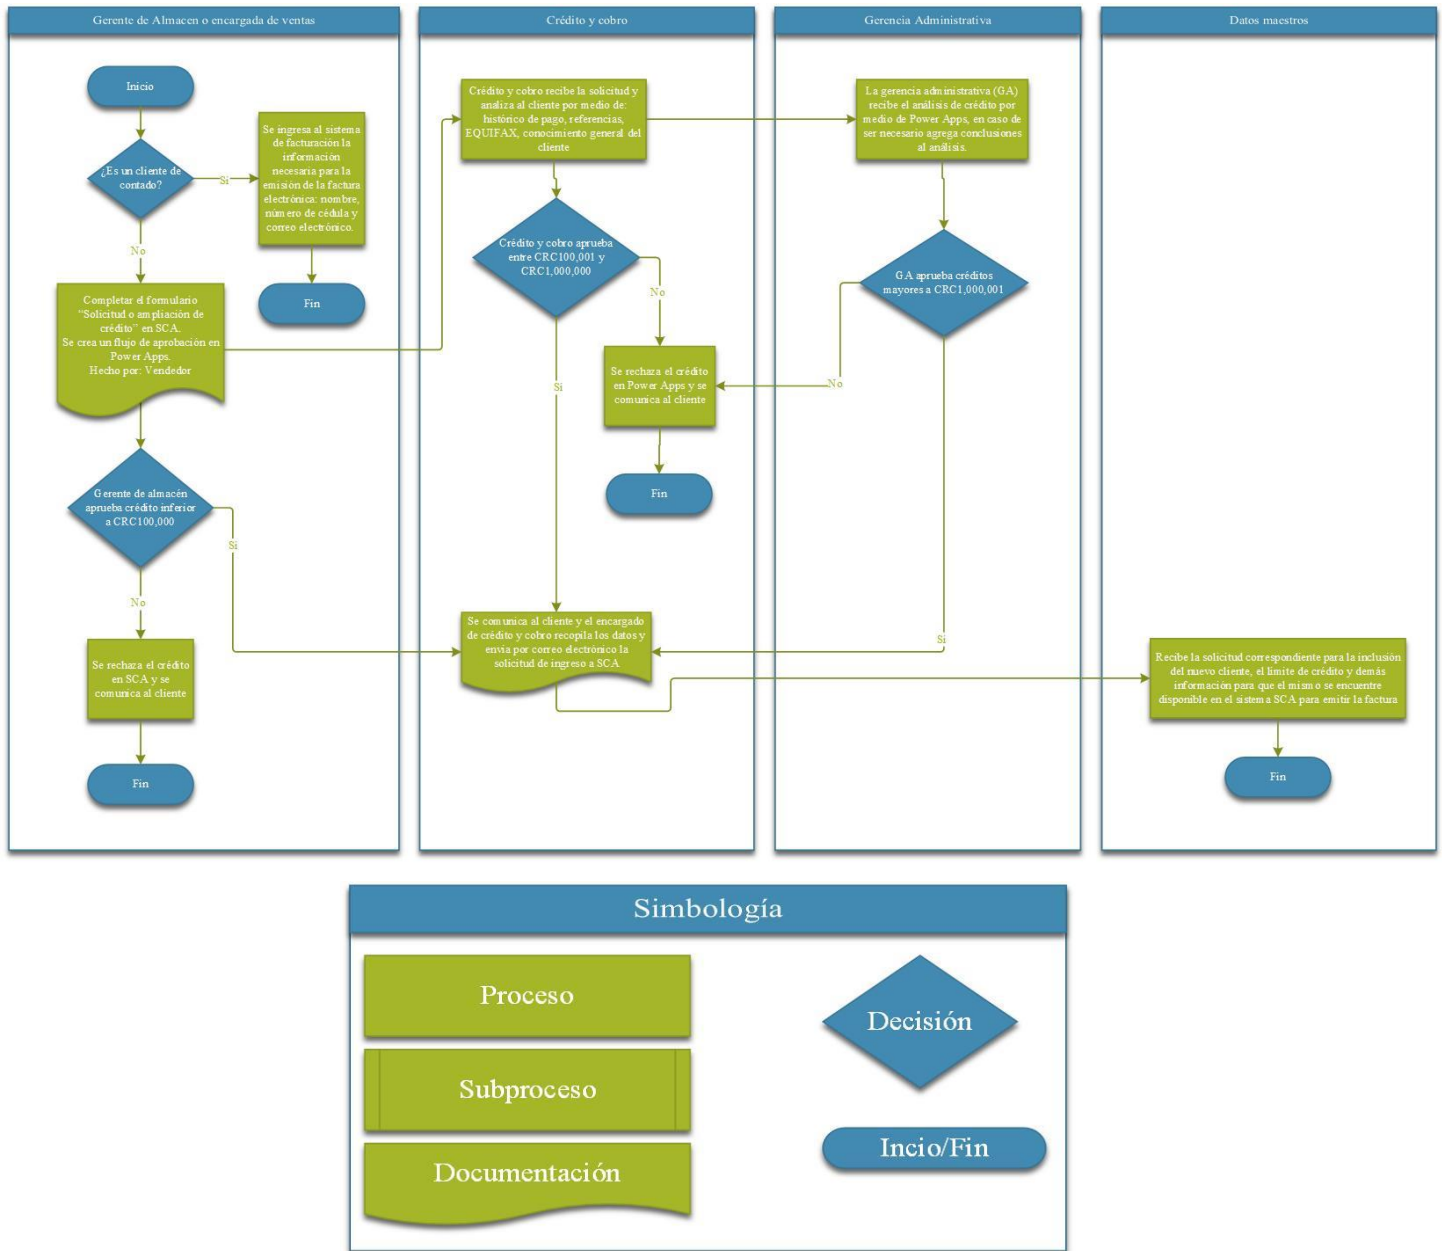 Gerente de Almacen o encargada de ventas
Inicio
¿Es un cliente de
contado?
Si
Se ingresa al sistema
de facturación la
información
necesaria para la
emisión de la factura
electrónica: nombre,
número de cédula y
correo electrónico.
Fin
No
Completar el formulario
“Solicitud o ampliación de
crédito” en SCA.
Se crea un flujo de aprobación en
Power Apps.
Hecho por: Vendedor
Gerente de almacén
aprueba crédito inferior
a CRC100,000
Si
No
Se rechaza el crédito
en SCA y se
comunica al cliente
Fin
Crédito y cobro
Crédito y cobro recibe la solicitud y
analiza al cliente por medio de:
histórico de pago, referencias,
EQUIFAX, conocimiento general del
cliente
Crédito y cobro aprueba
entre CRC100,001 y
CRC1,000,000
No
Si
Se rechaza el crédito
en Power Apps y se
comunica al cliente
Fin
Se comunica al cliente y el encargado
de crédito y cobro recopila los datos y
envía por correo electrónico la
solicitud de ingreso a SCA
Gerencia Administrativa
La gerencia administrativa (GA)
recibe el análisis de crédito por
medio de Power Apps, en caso de
ser necesario agrega conclusiones
al análisis.
GA aprueba créditos
mayores a CRC1,000,001
No
Si
Datos maestros
Recibe la solicitud correspondiente para la inclusión
del nuevo cliente, el límite de crédito y demás
información para que el mismo se encuentre
disponible en el sistema SCA para emitir la factura
Fin
Simbología
Proceso
Subproceso
Documentación
Decisión
Incio/Fin